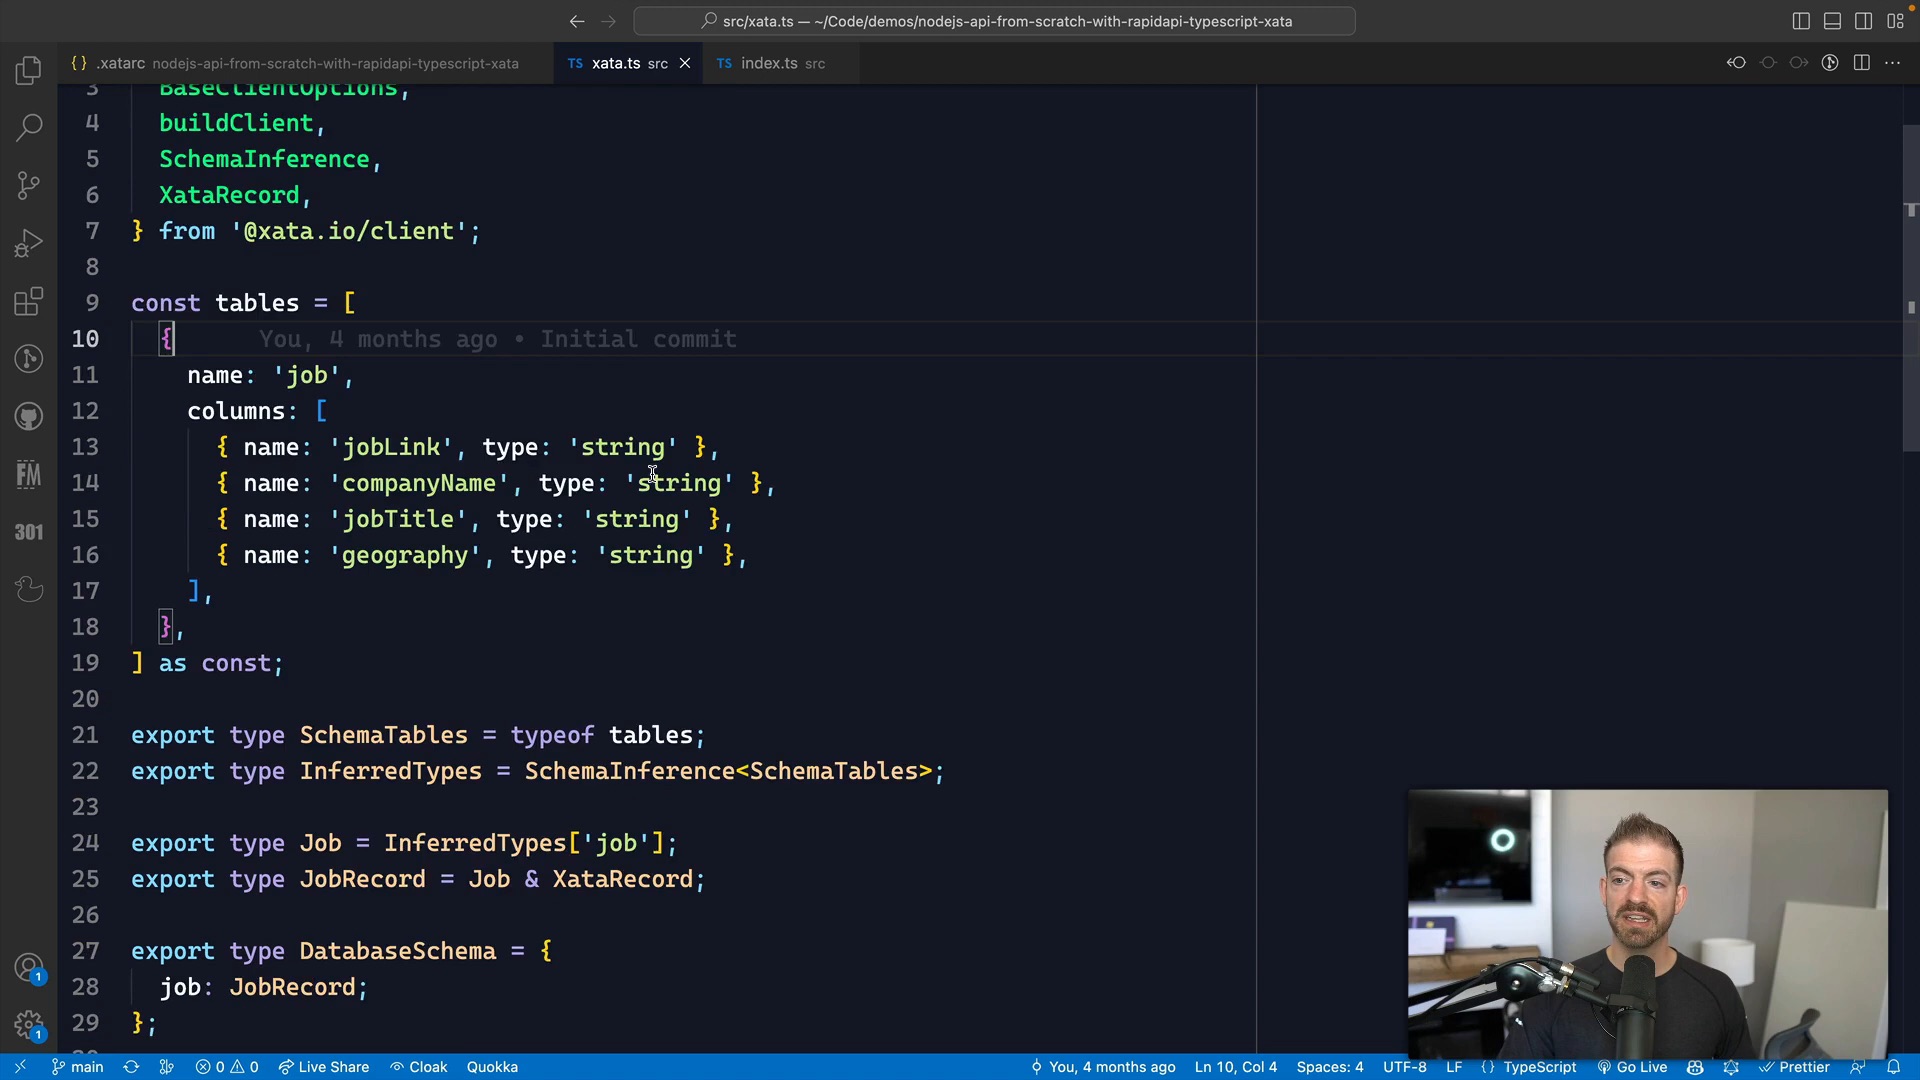 src/xata.ts — ~/Code/demos/nodejs-api-from-scratch-with-rapidapi-typescript-xata
{} .xatarc nodejs-api-from-scratch-with-rapidapi-typescript-xata
TS xata.ts src
TS index.ts src
3 BaseClientOptions,
4 buildClient,
5 SchemaInference,
6 XataRecord,
7 } from '@xata.io/client';
8
9 const tables = [
10 { You, 4 months ago • Initial commit
11 name: 'job',
12 columns: [
13 { name: 'jobLink', type: 'string' },
14 { name: 'companyName', type: 'string' },
15 { name: 'jobTitle', type: 'string' },
16 { name: 'geography', type: 'string' },
17 ],
18 },
19 ] as const;
20
21 export type SchemaTables = typeof tables;
22 export type InferredTypes = SchemaInference<SchemaTables>;
23
24 export type Job = InferredTypes['job'];
25 export type JobRecord = Job & XataRecord;
26
27 export type DatabaseSchema = {
28 job: JobRecord;
29 };
FM
301
1
1
main 0 0 Live Share Cloak Quokka You, 4 months ago Ln 10, Col 4 Spaces: 4 UTF-8 LF {} TypeScript Go Live Prettier